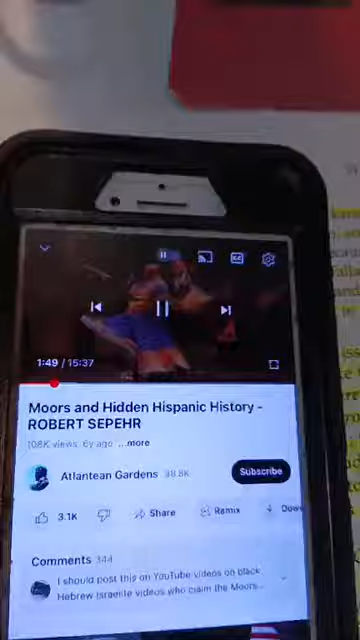 1:49 / 15:37
Moors and Hidden Hispanic History -
ROBERT SEPEHR
108K views 6y ago ...more
Atlantean Gardens 38.8K
Subscribe
3.1K
Share
Remix
Down
Comments 344
I should post this on YouTube videos on black
Hebrew Israelite videos who claim the Moors...